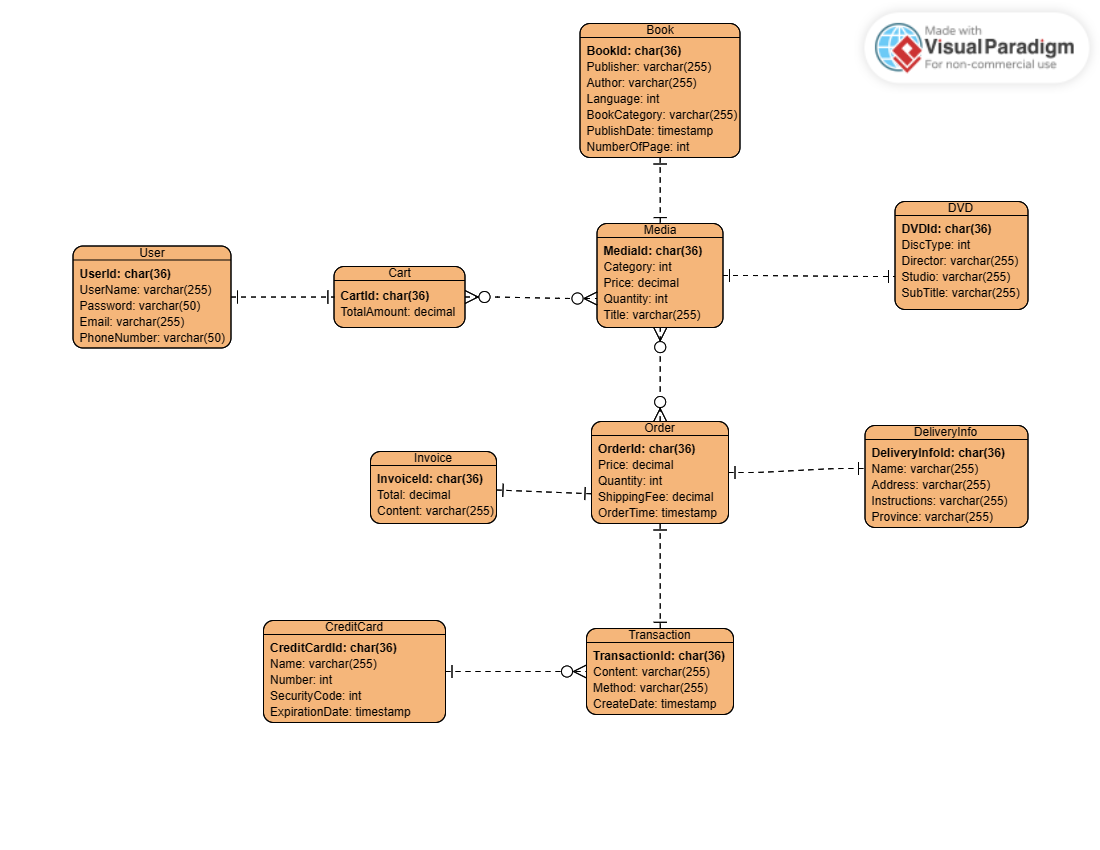 Made with
Visual Paradigm
For non-commercial use
Book
BookId: char(36)
Publisher: varchar(255)
Author: varchar(255)
Language: int
BookCategory: varchar(255)
PublishDate: timestamp
NumberOfPage: int
DVD
DVDId: char(36)
DiscType: int
Director: varchar(255)
Studio: varchar(255)
SubTitle: varchar(255)
Media
MediaId: char(36)
Category: int
Price: decimal
Quantity: int
Title: varchar(255)
User
UserId: char(36)
UserName: varchar(255)
Password: varchar(50)
Email: varchar(255)
PhoneNumber: varchar(50)
Cart
CartId: char(36)
TotalAmount: decimal
Order
OrderId: char(36)
Price: decimal
Quantity: int
ShippingFee: decimal
OrderTime: timestamp
DeliveryInfo
DeliveryInfoId: char(36)
Name: varchar(255)
Address: varchar(255)
Instructions: varchar(255)
Province: varchar(255)
Invoice
InvoiceId: char(36)
Total: decimal
Content: varchar(255)
CreditCard
CreditCardId: char(36)
Name: varchar(255)
Number: int
SecurityCode: int
ExpirationDate: timestamp
Transaction
TransactionId: char(36)
Content: varchar(255)
Method: varchar(255)
CreateDate: timestamp